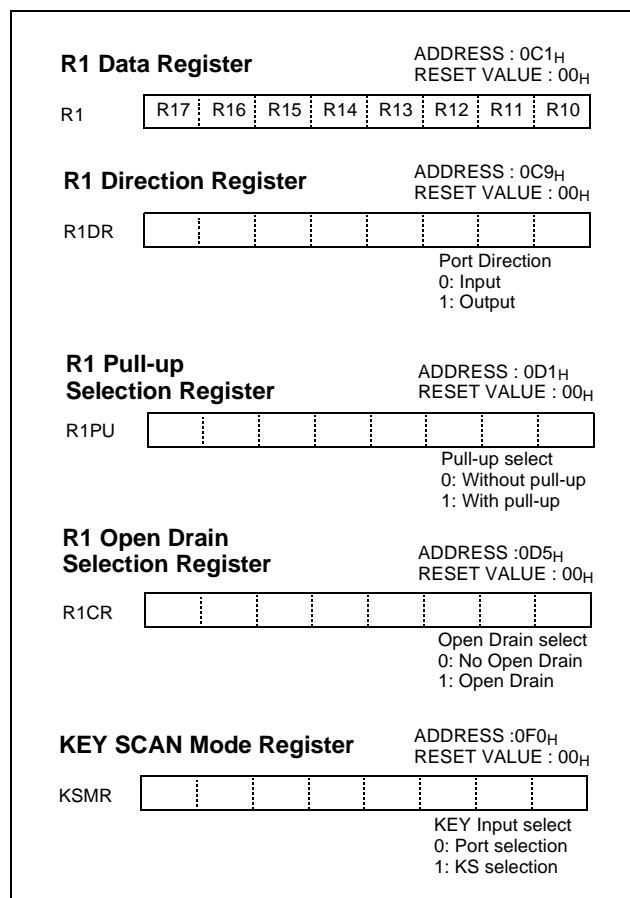 R1 Data Register
ADDRESS : 0C1H
RESET VALUE : 00H
R1 R17 R16 R15 R14 R13 R12 R11 R10
R1 Direction Register
ADDRESS : 0C9H
RESET VALUE : 00H
R1DR
Port Direction
0: Input
1: Output
R1 Pull-up
Selection Register
ADDRESS : 0D1H
RESET VALUE : 00H
R1PU
Pull-up select
0: Without pull-up
1: With pull-up
R1 Open Drain
Selection Register
ADDRESS :0D5H
RESET VALUE : 00H
R1CR
Open Drain select
0: No Open Drain
1: Open Drain
KEY SCAN Mode Register
ADDRESS :0F0H
RESET VALUE : 00H
KSMR
KEY Input select
0: Port selection
1: KS selection